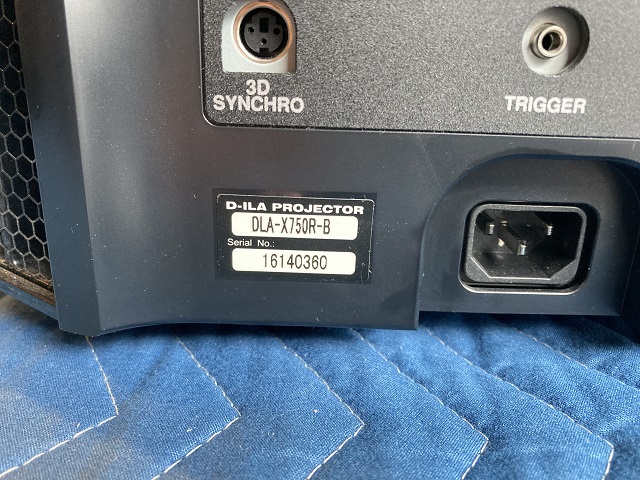 3D
SYNCHRO
TRIGGER
D-ILA PROJECTOR
DLA-X750R-B
Serial No.:
16140360